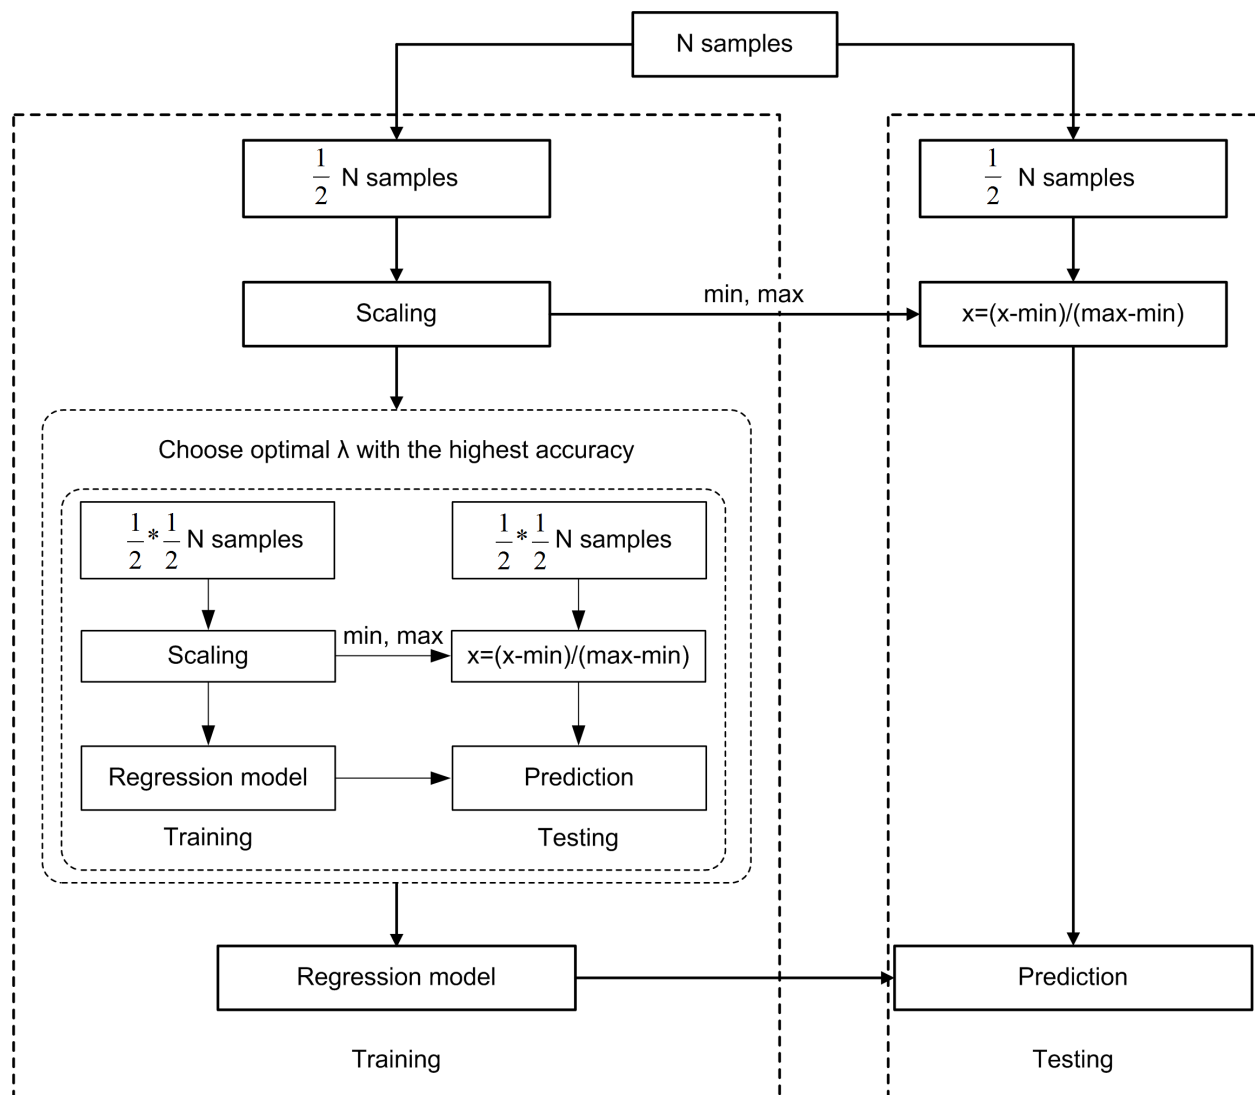 N samples
1/2 N samples
1/2 N samples
Scaling
min, max
x=(x-min)/(max-min)
Choose optimal λ with the highest accuracy
1/2 * 1/2 N samples
1/2 * 1/2 N samples
Scaling
min, max
x=(x-min)/(max-min)
Regression model
Prediction
Training
Testing
Regression model
Prediction
Training
Testing